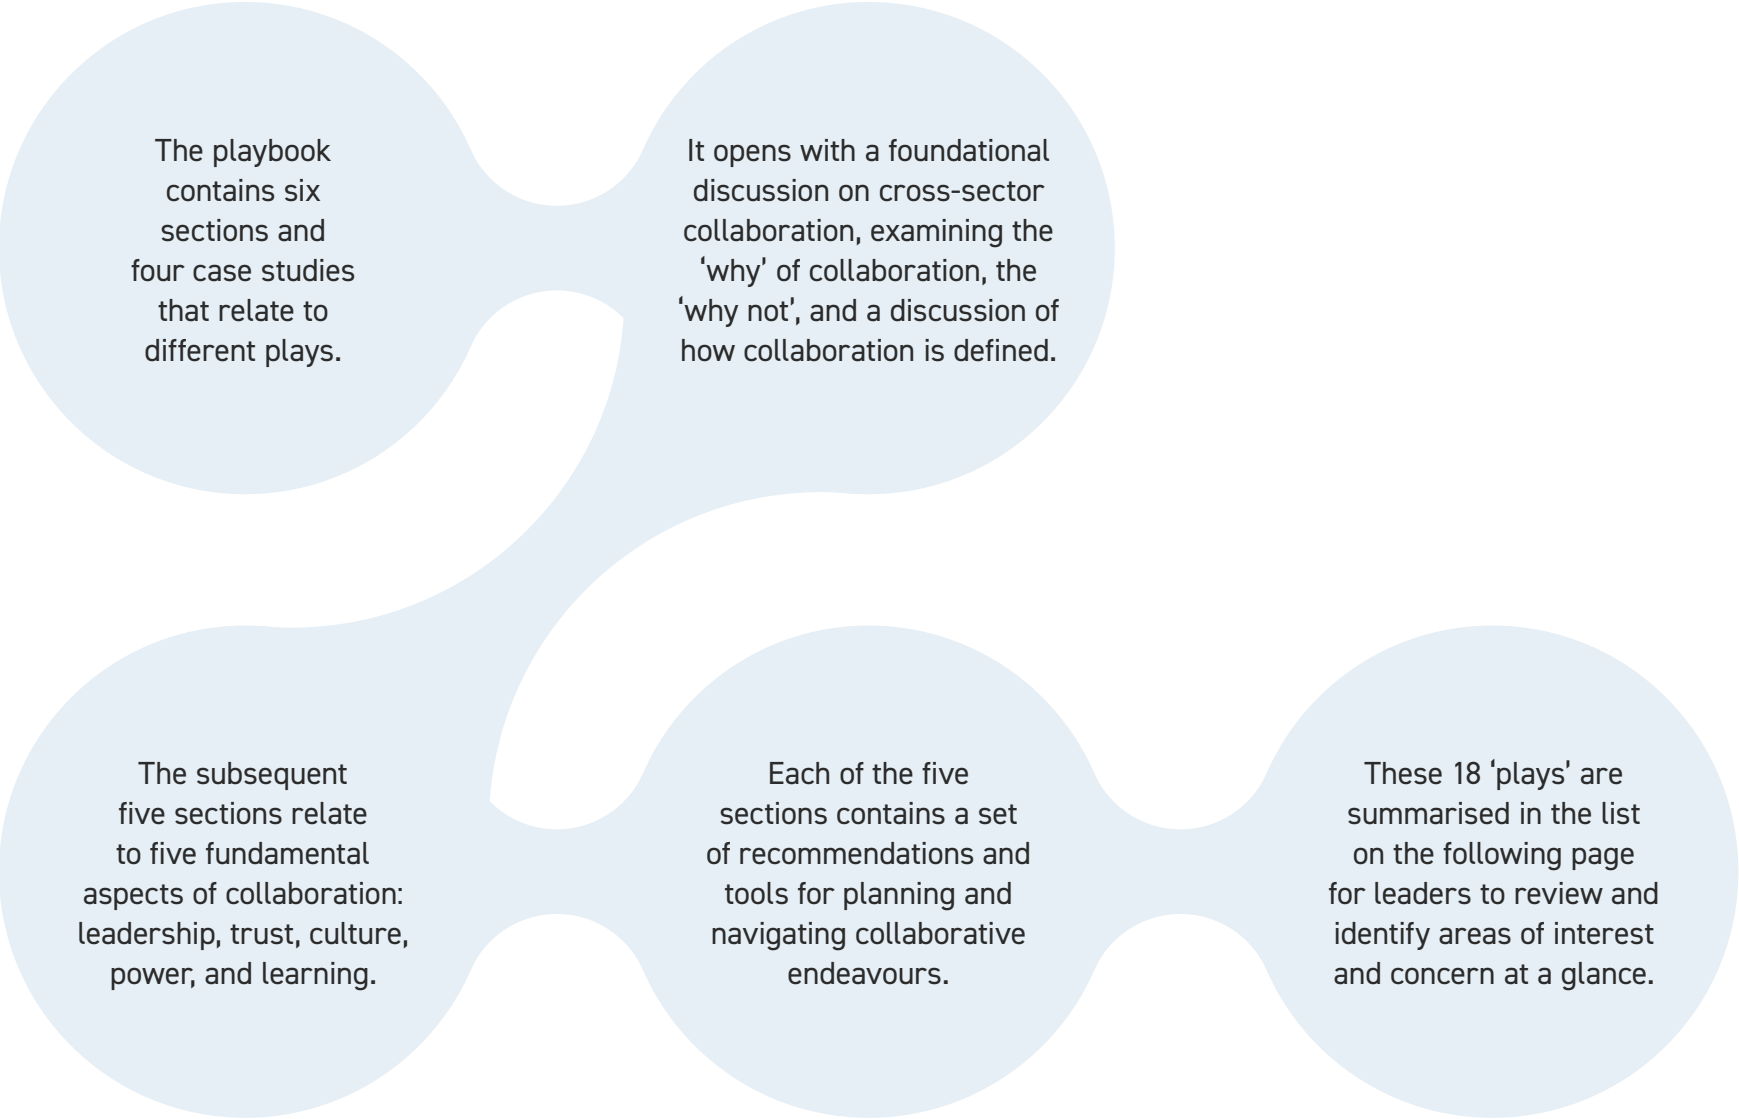 The playbook
contains six
sections and
four case studies
that relate to
different plays.
It opens with a foundational
discussion on cross-sector
collaboration, examining the
‘why’ of collaboration, the
‘why not’, and a discussion of
how collaboration is defined.
The subsequent
five sections relate
to five fundamental
aspects of collaboration:
leadership, trust, culture,
power, and learning.
Each of the five
sections contains a set
of recommendations and
tools for planning and
navigating collaborative
endeavours.
These 18 ‘plays’ are
summarised in the list
on the following page
for leaders to review and
identify areas of interest
and concern at a glance.